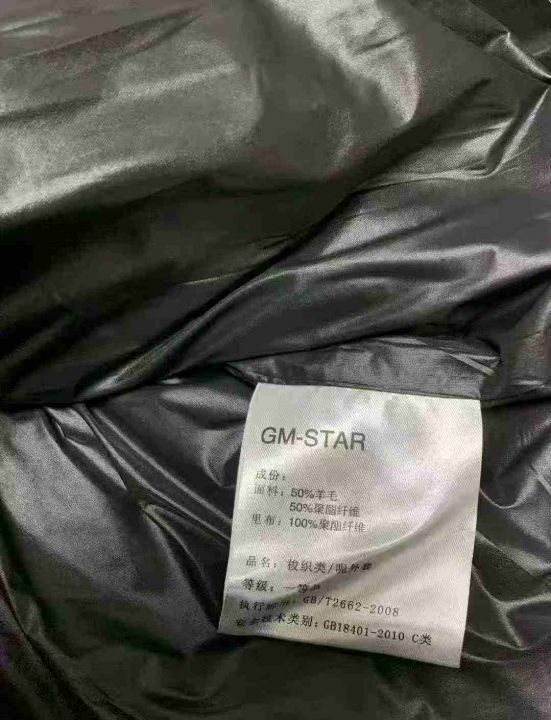 GM-STAR
成份：
面料：50%羊毛
50%聚酯纤维
里布：100%聚酯纤维
品名：梭织类/呢外套
等级：一等品
执行标准：GB/T2662-2008
安全技术类别：GB18401-2010 C类